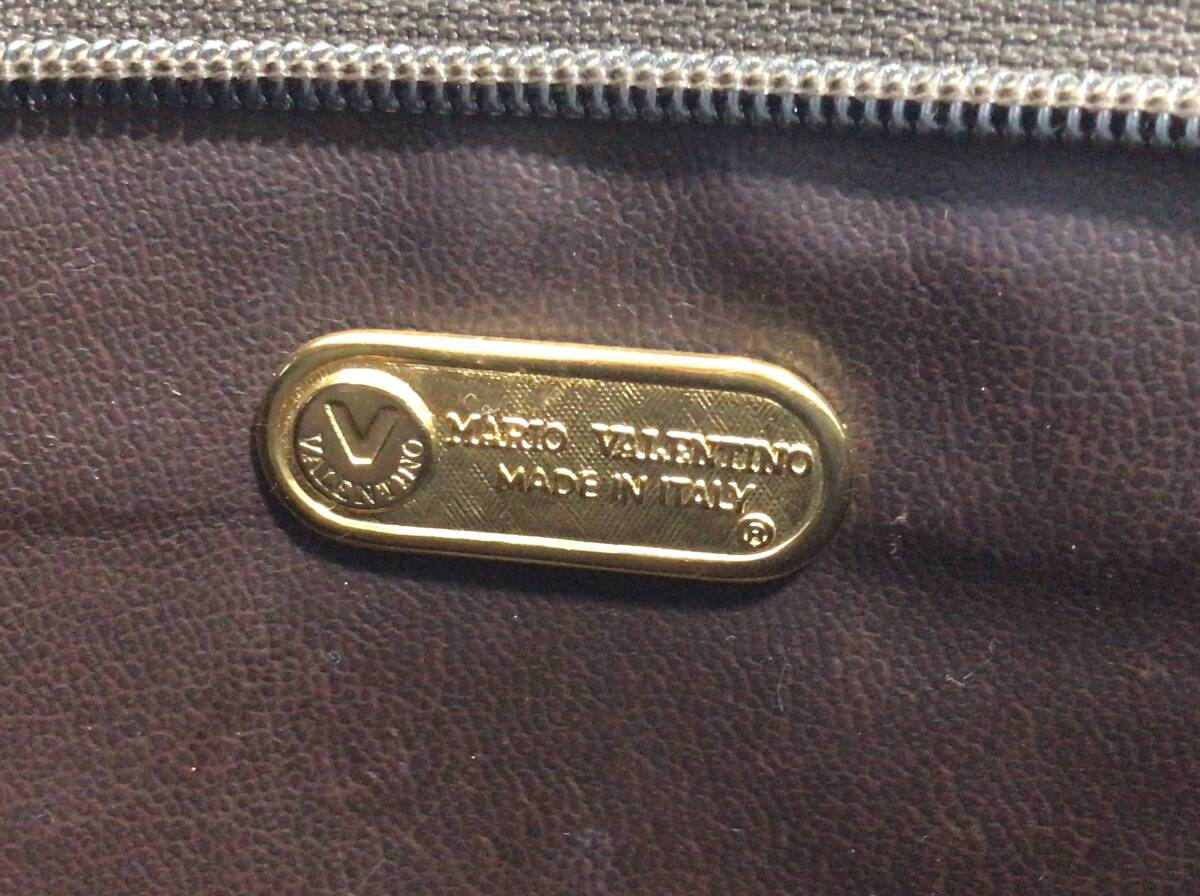 V
VALENTINO
MARIO VALENTINO
MADE IN ITALY
®